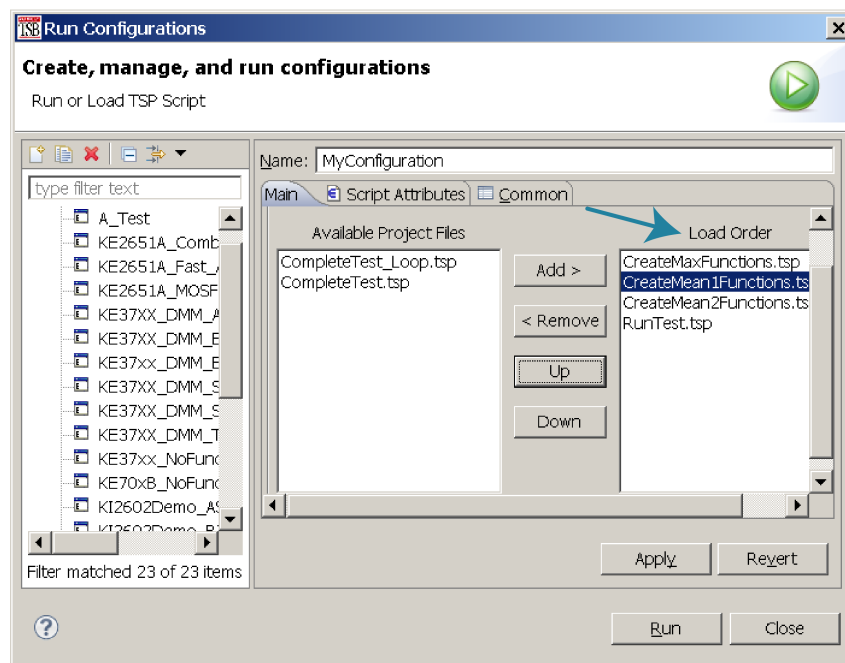 TSB Run Configurations
Create, manage, and run configurations
Run or Load TSP Script
type filter text
A_Test
KE2651A_Comb
KE2651A_Fast_
KE2651A_MOSF
KE37XX_DMM_A
KE37XX_DMM_E
KE37xx_DMM_E
KE37XX_DMM_S
KE37XX_DMM_S
KE37XX_DMM_T
KE37xx_NoFunc
KE70xB_NoFunc
KI2602Demo_AS
Filter matched 23 of 23 items
Name: MyConfiguration
Main Script Attributes Common
Available Project Files
CompleteTest_Loop.tsp
CompleteTest.tsp
Add >
< Remove
Up
Down
Load Order
CreateMaxFunctions.tsp
CreateMean1Functions.ts
CreateMean2Functions.ts
RunTest.tsp
Apply Revert
Run Close